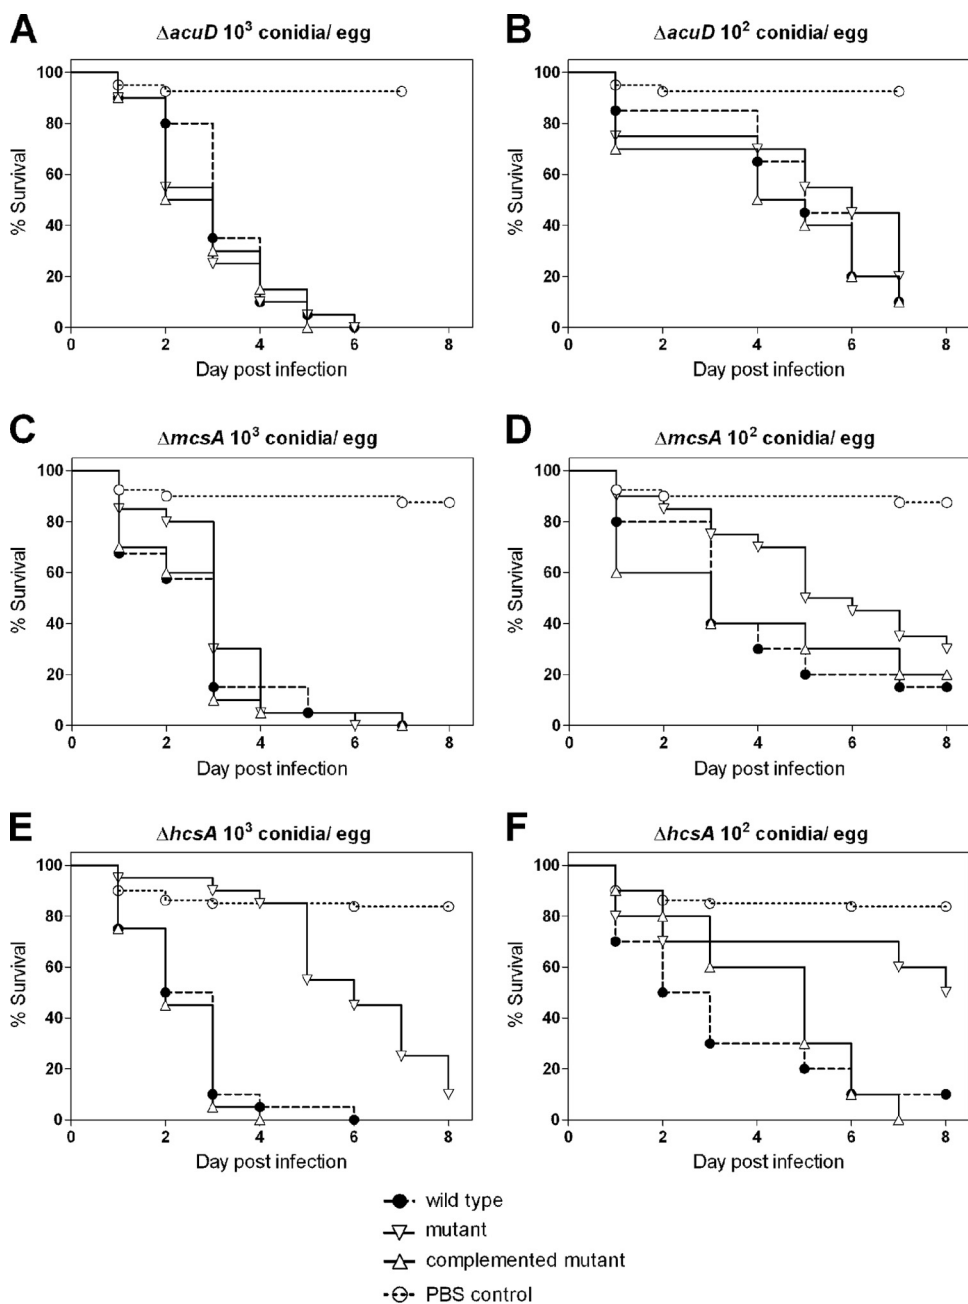 A
ΔacuD 10³ conidia/ egg
% Survival
100
80
60
40
20
0
0 2 4 6 8
Day post infection
B
ΔacuD 10² conidia/ egg
% Survival
100
80
60
40
20
0
0 2 4 6 8
Day post infection
C
ΔmcsA 10³ conidia/ egg
% Survival
100
80
60
40
20
0
0 2 4 6 8
Day post infection
D
ΔmcsA 10² conidia/ egg
% Survival
100
80
60
40
20
0
0 2 4 6 8
Day post infection
E
ΔhcsA 10³ conidia/ egg
% Survival
100
80
60
40
20
0
0 2 4 6 8
Day post infection
F
ΔhcsA 10² conidia/ egg
% Survival
100
80
60
40
20
0
0 2 4 6 8
Day post infection
wild type
mutant
complemented mutant
PBS control